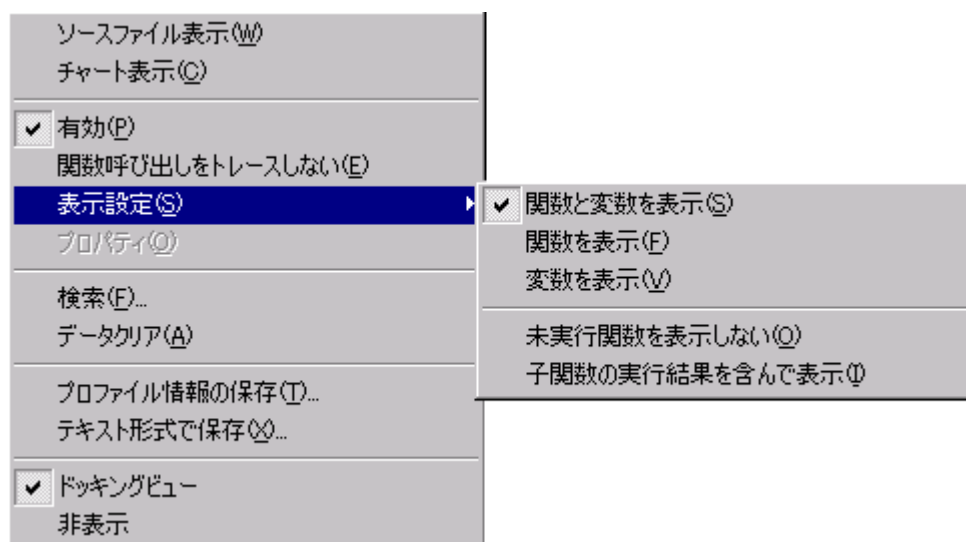 ソースファイル表示(W)
チャート表示(C)
有効(P)
関数呼び出しをトレースしない(E)
表示設定(S)
プロパティ(O)
検索(F)...
データクリア(A)
プロファイル情報の保存(T)...
テキスト形式で保存(X)...
ドッキングビュー
非表示
関数と変数を表示(S)
関数を表示(F)
変数を表示(V)
未実行関数を表示しない(O)
子関数の実行結果を含んで表示(I)